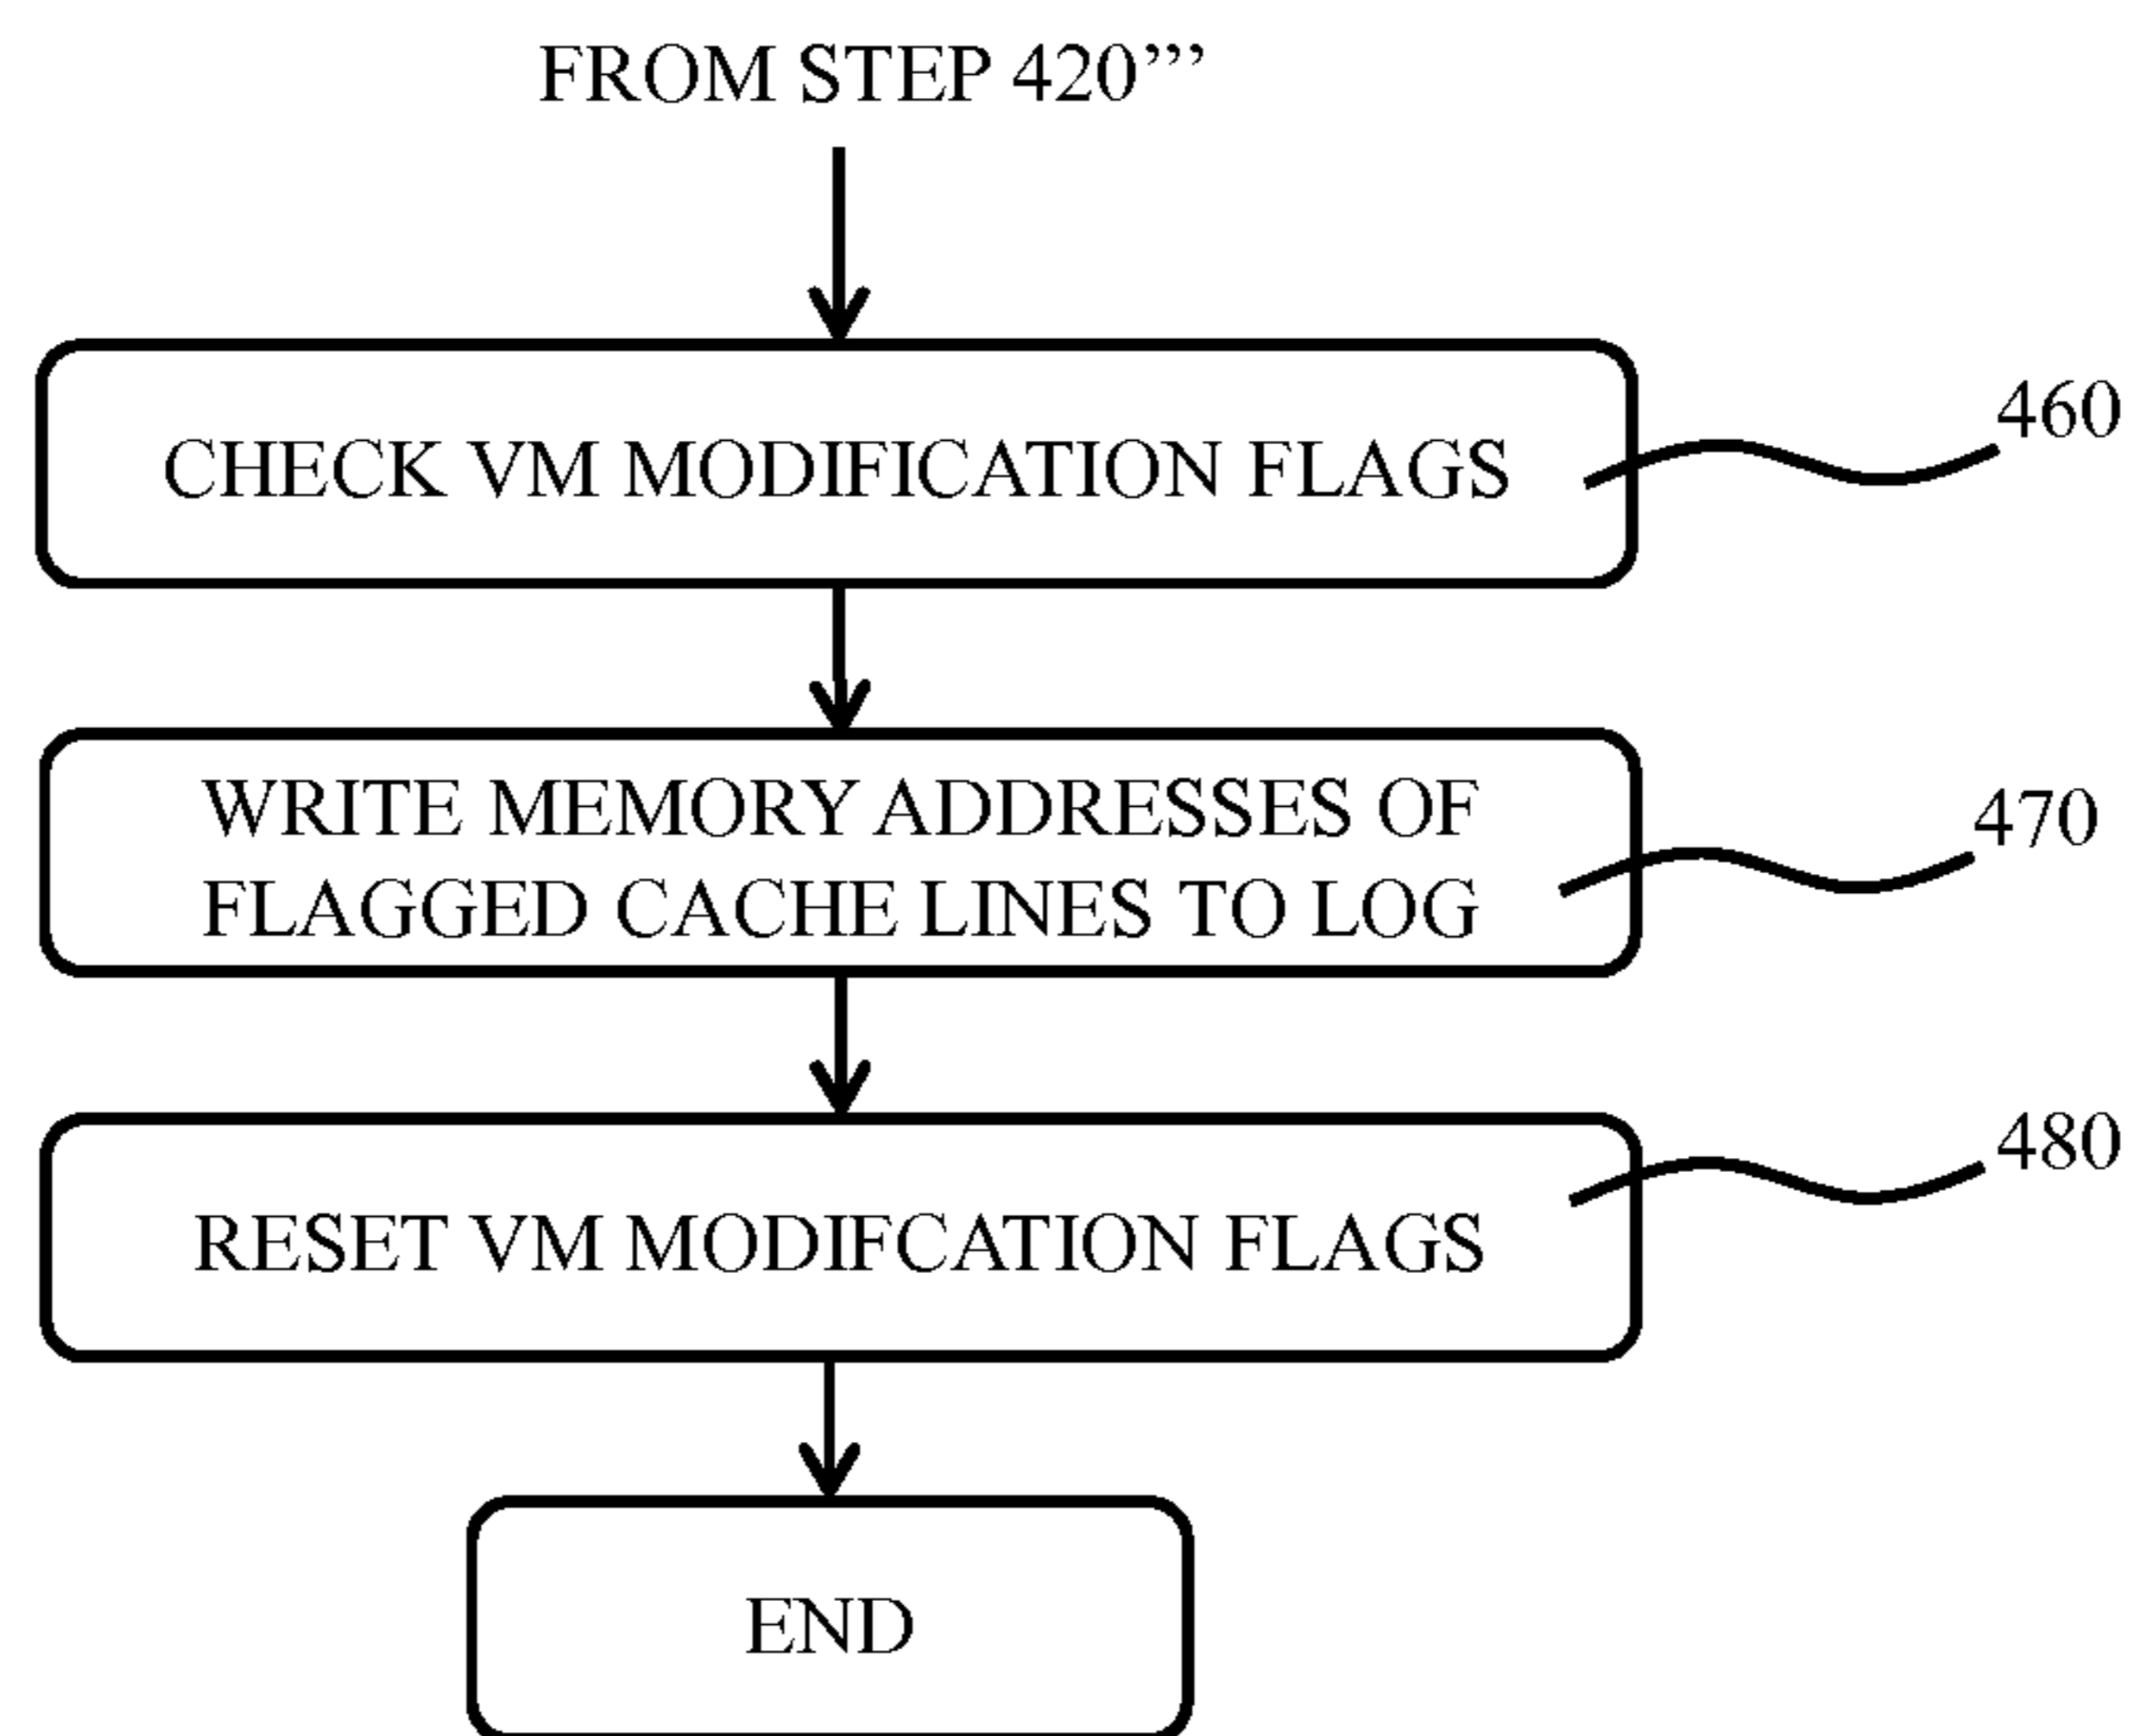 FROM STEP 420”’
CHECK VM MODIFICATION FLAGS
460
WRITE MEMORY ADDRESSES OF
FLAGGED CACHE LINES TO LOG
470
480
RESET VM MODIFCATION FLAGS
END